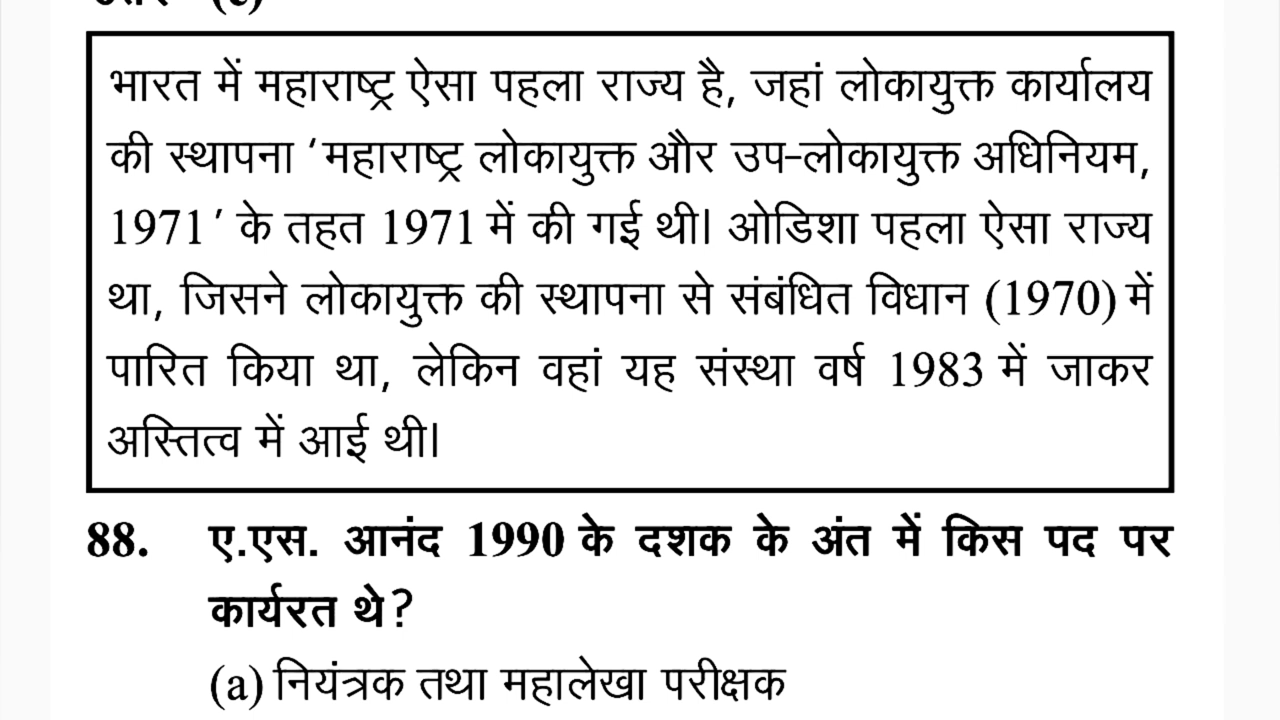 उत्तर–(c)
भारत में महाराष्ट्र ऐसा पहला राज्य है, जहां लोकायुक्त कार्यालय
की स्थापना ‘महाराष्ट्र लोकायुक्त और उप-लोकायुक्त अधिनियम,
1971’ के तहत 1971 में की गई थी। ओडिशा पहला ऐसा राज्य
था, जिसने लोकायुक्त की स्थापना से संबंधित विधान (1970) में
पारित किया था, लेकिन वहां यह संस्था वर्ष 1983 में जाकर
अस्तित्व में आई थी।
88. ए.एस. आनंद 1990 के दशक के अंत में किस पद पर
कार्यरत थे?
(a) नियंत्रक तथा महालेखा परीक्षक